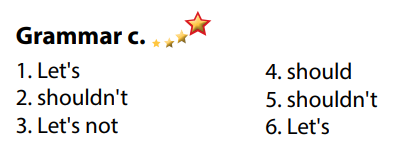 Grammar c.
1. Let's
2. shouldn't
3. Let's not
4. should
5. shouldn't
6. Let's